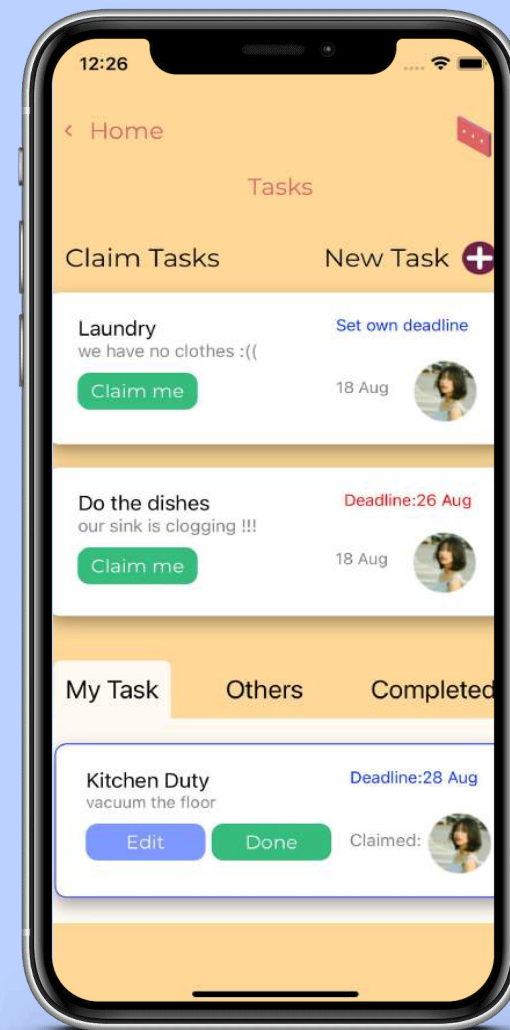 12:26
< Home
Tasks
Claim Tasks
New Task
Laundry
Set own deadline
we have no clothes :((
Claim me
18 Aug
Do the dishes
Deadline:26 Aug
our sink is clogging !!!
Claim me
18 Aug
My Task
Others
Completed
Kitchen Duty
Deadline:28 Aug
vacuum the floor
Edit
Done
Claimed: